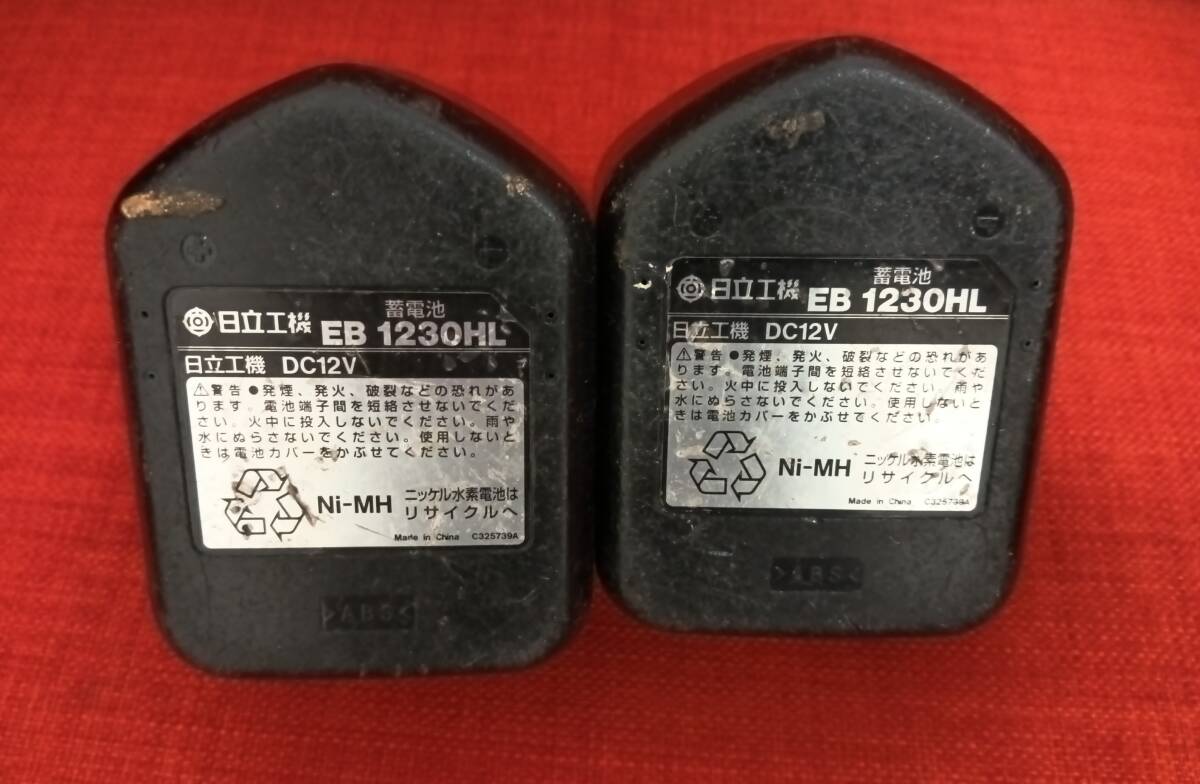 蓄電池
日立工機 EB 1230HL
日立工機 DC12V
⚠警告 ●発煙、発火、破裂などの恐れがあ
ります。電池端子間を短絡させないでくだ
さい。火中に投入しないでください。雨や
水にぬらさないでください。使用しないと
きは電池カバーをかぶせてください。
Ni-MH ニッケル水素電池は
リサイクルへ
Made in China C325739A
>ABS<
蓄電池
日立工機 EB 1230HL
日立工機 DC12V
⚠警告 ●発煙、発火、破裂などの恐れがあ
ります。電池端子間を短絡させないでくだ
さい。火中に投入しないでください。雨や
水にぬらさないでください。使用しないと
きは電池カバーをかぶせてください。
Ni-MH ニッケル水素電池は
リサイクルへ
Made in China C325739A
>ABS<